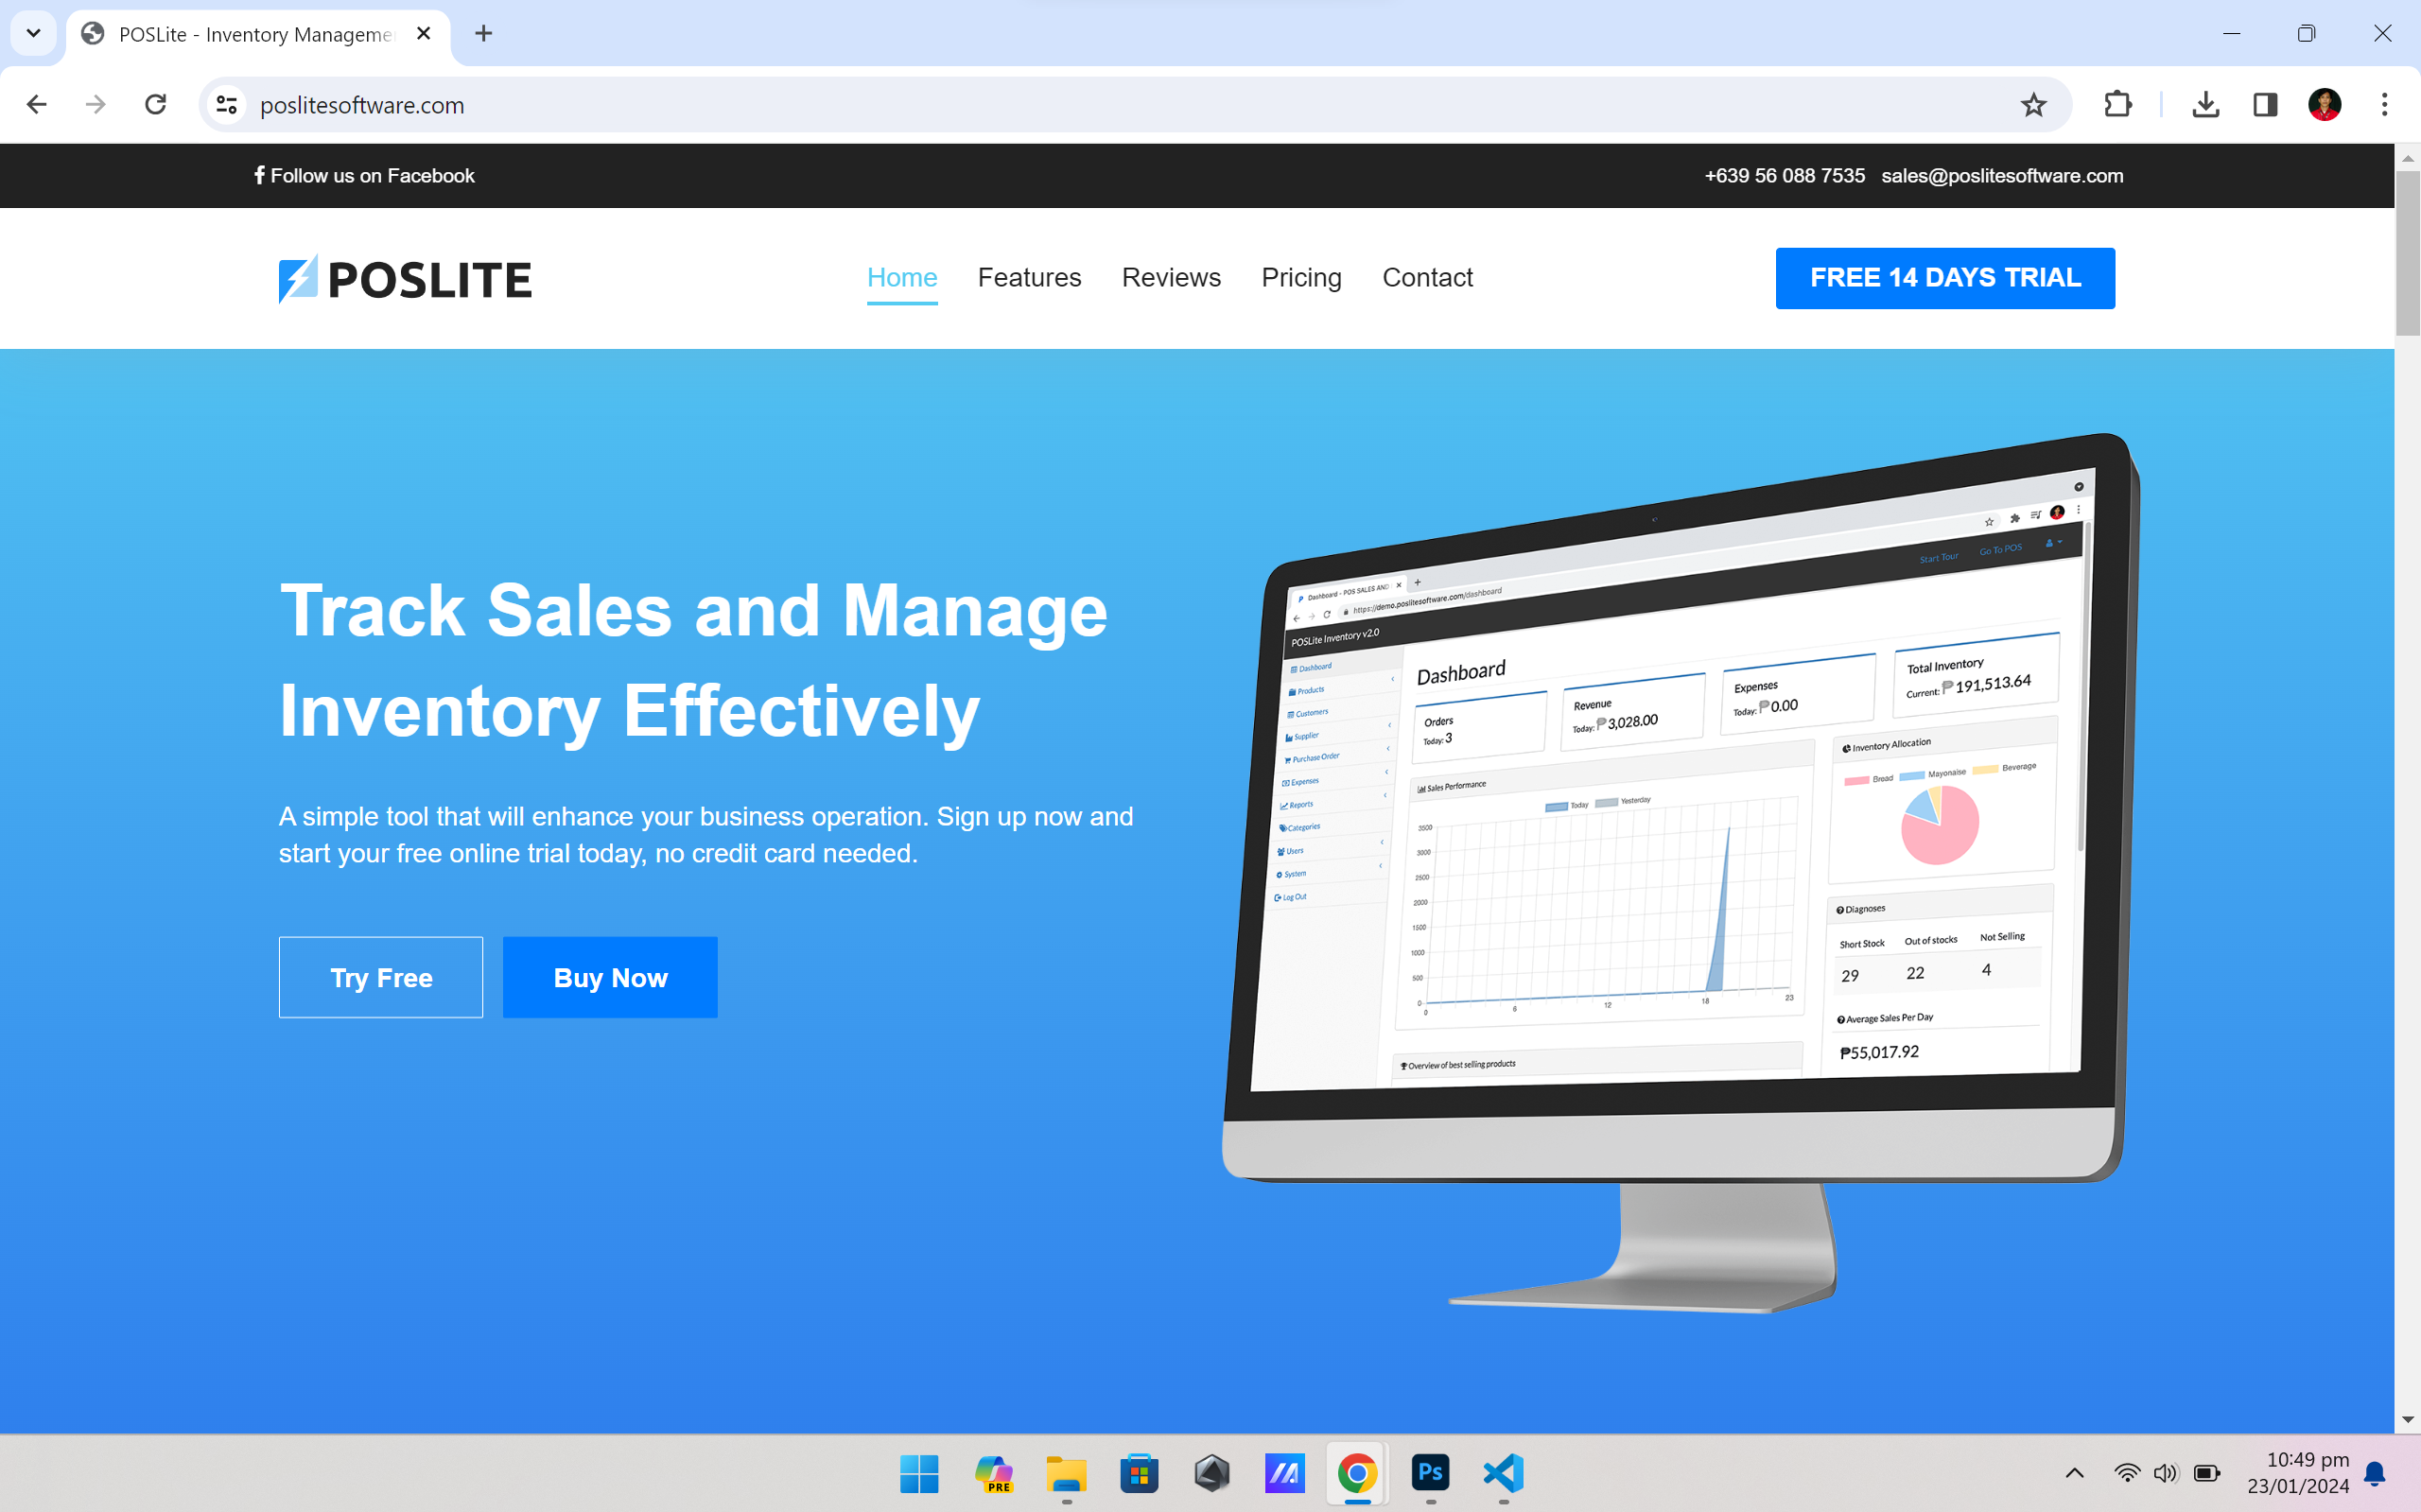 POSLite - Inventory Manageme
poslitesoftware.com
Follow us on Facebook
+639 56 088 7535 sales@poslitesoftware.com
POSLITE
Home Features Reviews Pricing Contact
FREE 14 DAYS TRIAL
Track Sales and Manage
Inventory Effectively
A simple tool that will enhance your business operation. Sign up now and
start your free online trial today, no credit card needed.
Try Free Buy Now
Dashboard - POS SALES AND
https://demo.poslitesoftware.com/dashboard
POSLite Inventory v2.0
Start Tour Go To POS
Dashboard
Products
Customers
Supplier
Purchase Order
Expenses
Reports
Categories
Users
System
Log Out
Dashboard
Orders
Today: 3
Revenue
Today: ₱3,028.00
Expenses
Today: ₱0.00
Total Inventory
Current: ₱191,513.64
Sales Performance
Today Yesterday
3500
3000
2500
2000
1500
1000
500
0
0 6 12 18 23
Inventory Allocation
Bread Mayonaise Beverage
Diagnoses
Short Stock Out of stocks Not Selling
29 22 4
Average Sales Per Day
₱55,017.92
Overview of best selling products
PRE
Ps
10:49 pm
23/01/2024